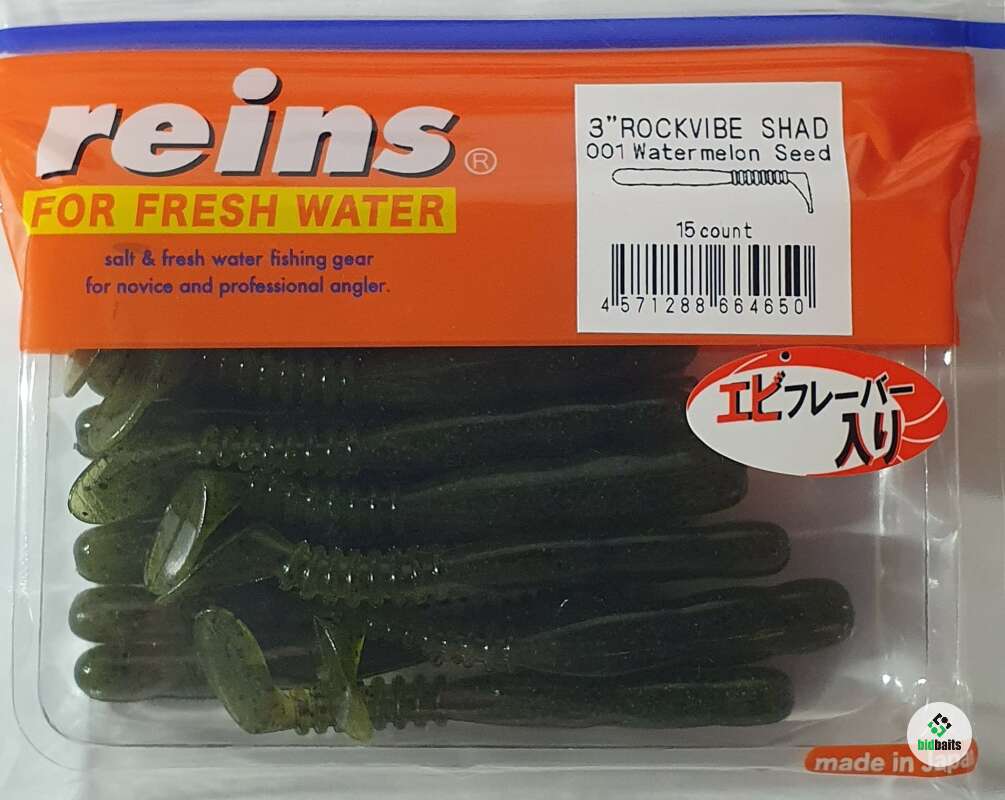 reins®
FOR FRESH WATER
salt & fresh water fishing gear
for novice and professional angler.
3"ROCKVIBE SHAD
001 Watermelon Seed
15 count
4 571288 664650
エビフレーバー
入り
bidbaits
made in Japan